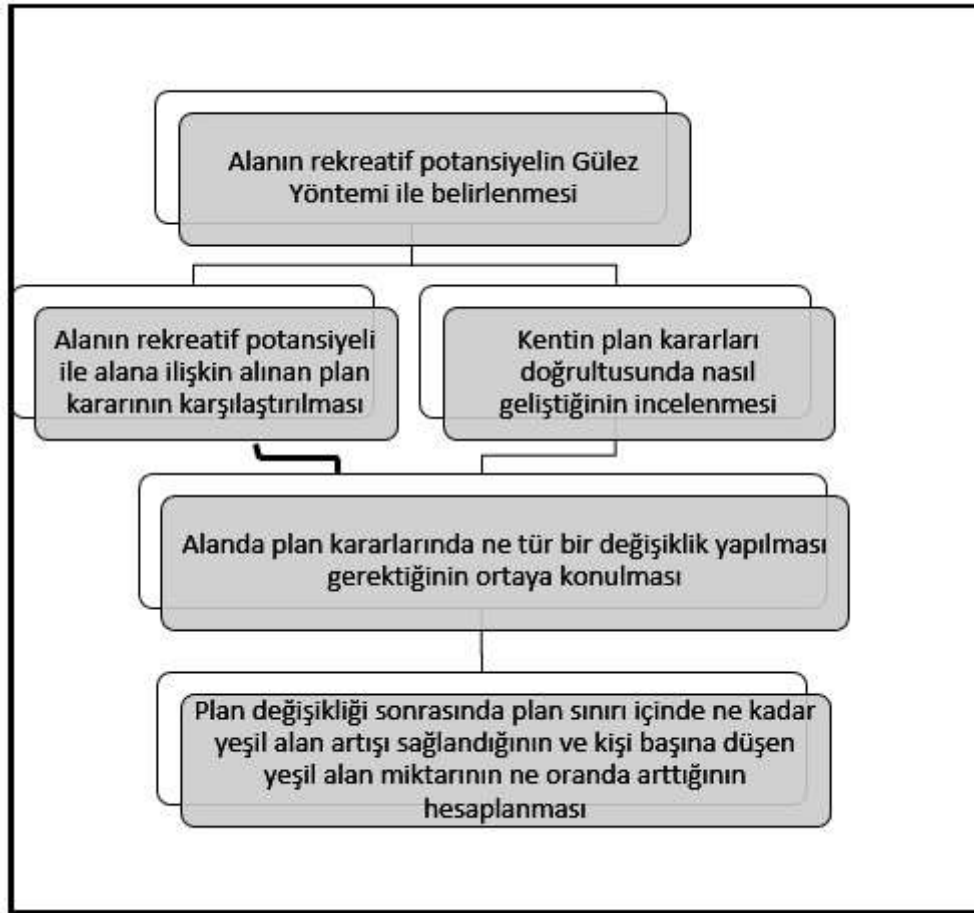 Alanın rekreatif potansiyelin Gülez
Yöntemi ile belirlenmesi
Alanın rekreatif potansiyeli
ile alana ilişkin alınan plan
kararının karşılaştırılması
Kentin plan kararları
doğrultusunda nasıl
geliştiğinin incelenmesi
Alanda plan kararlarında ne tür bir değişiklik yapılması
gerektiğinin ortaya konulması
Plan değişikliği sonrasında plan sınırı içinde ne kadar
yeşil alan artışı sağlandığının ve kişi başına düşen
yeşil alan miktarının ne oranda arttığının
hesaplanması